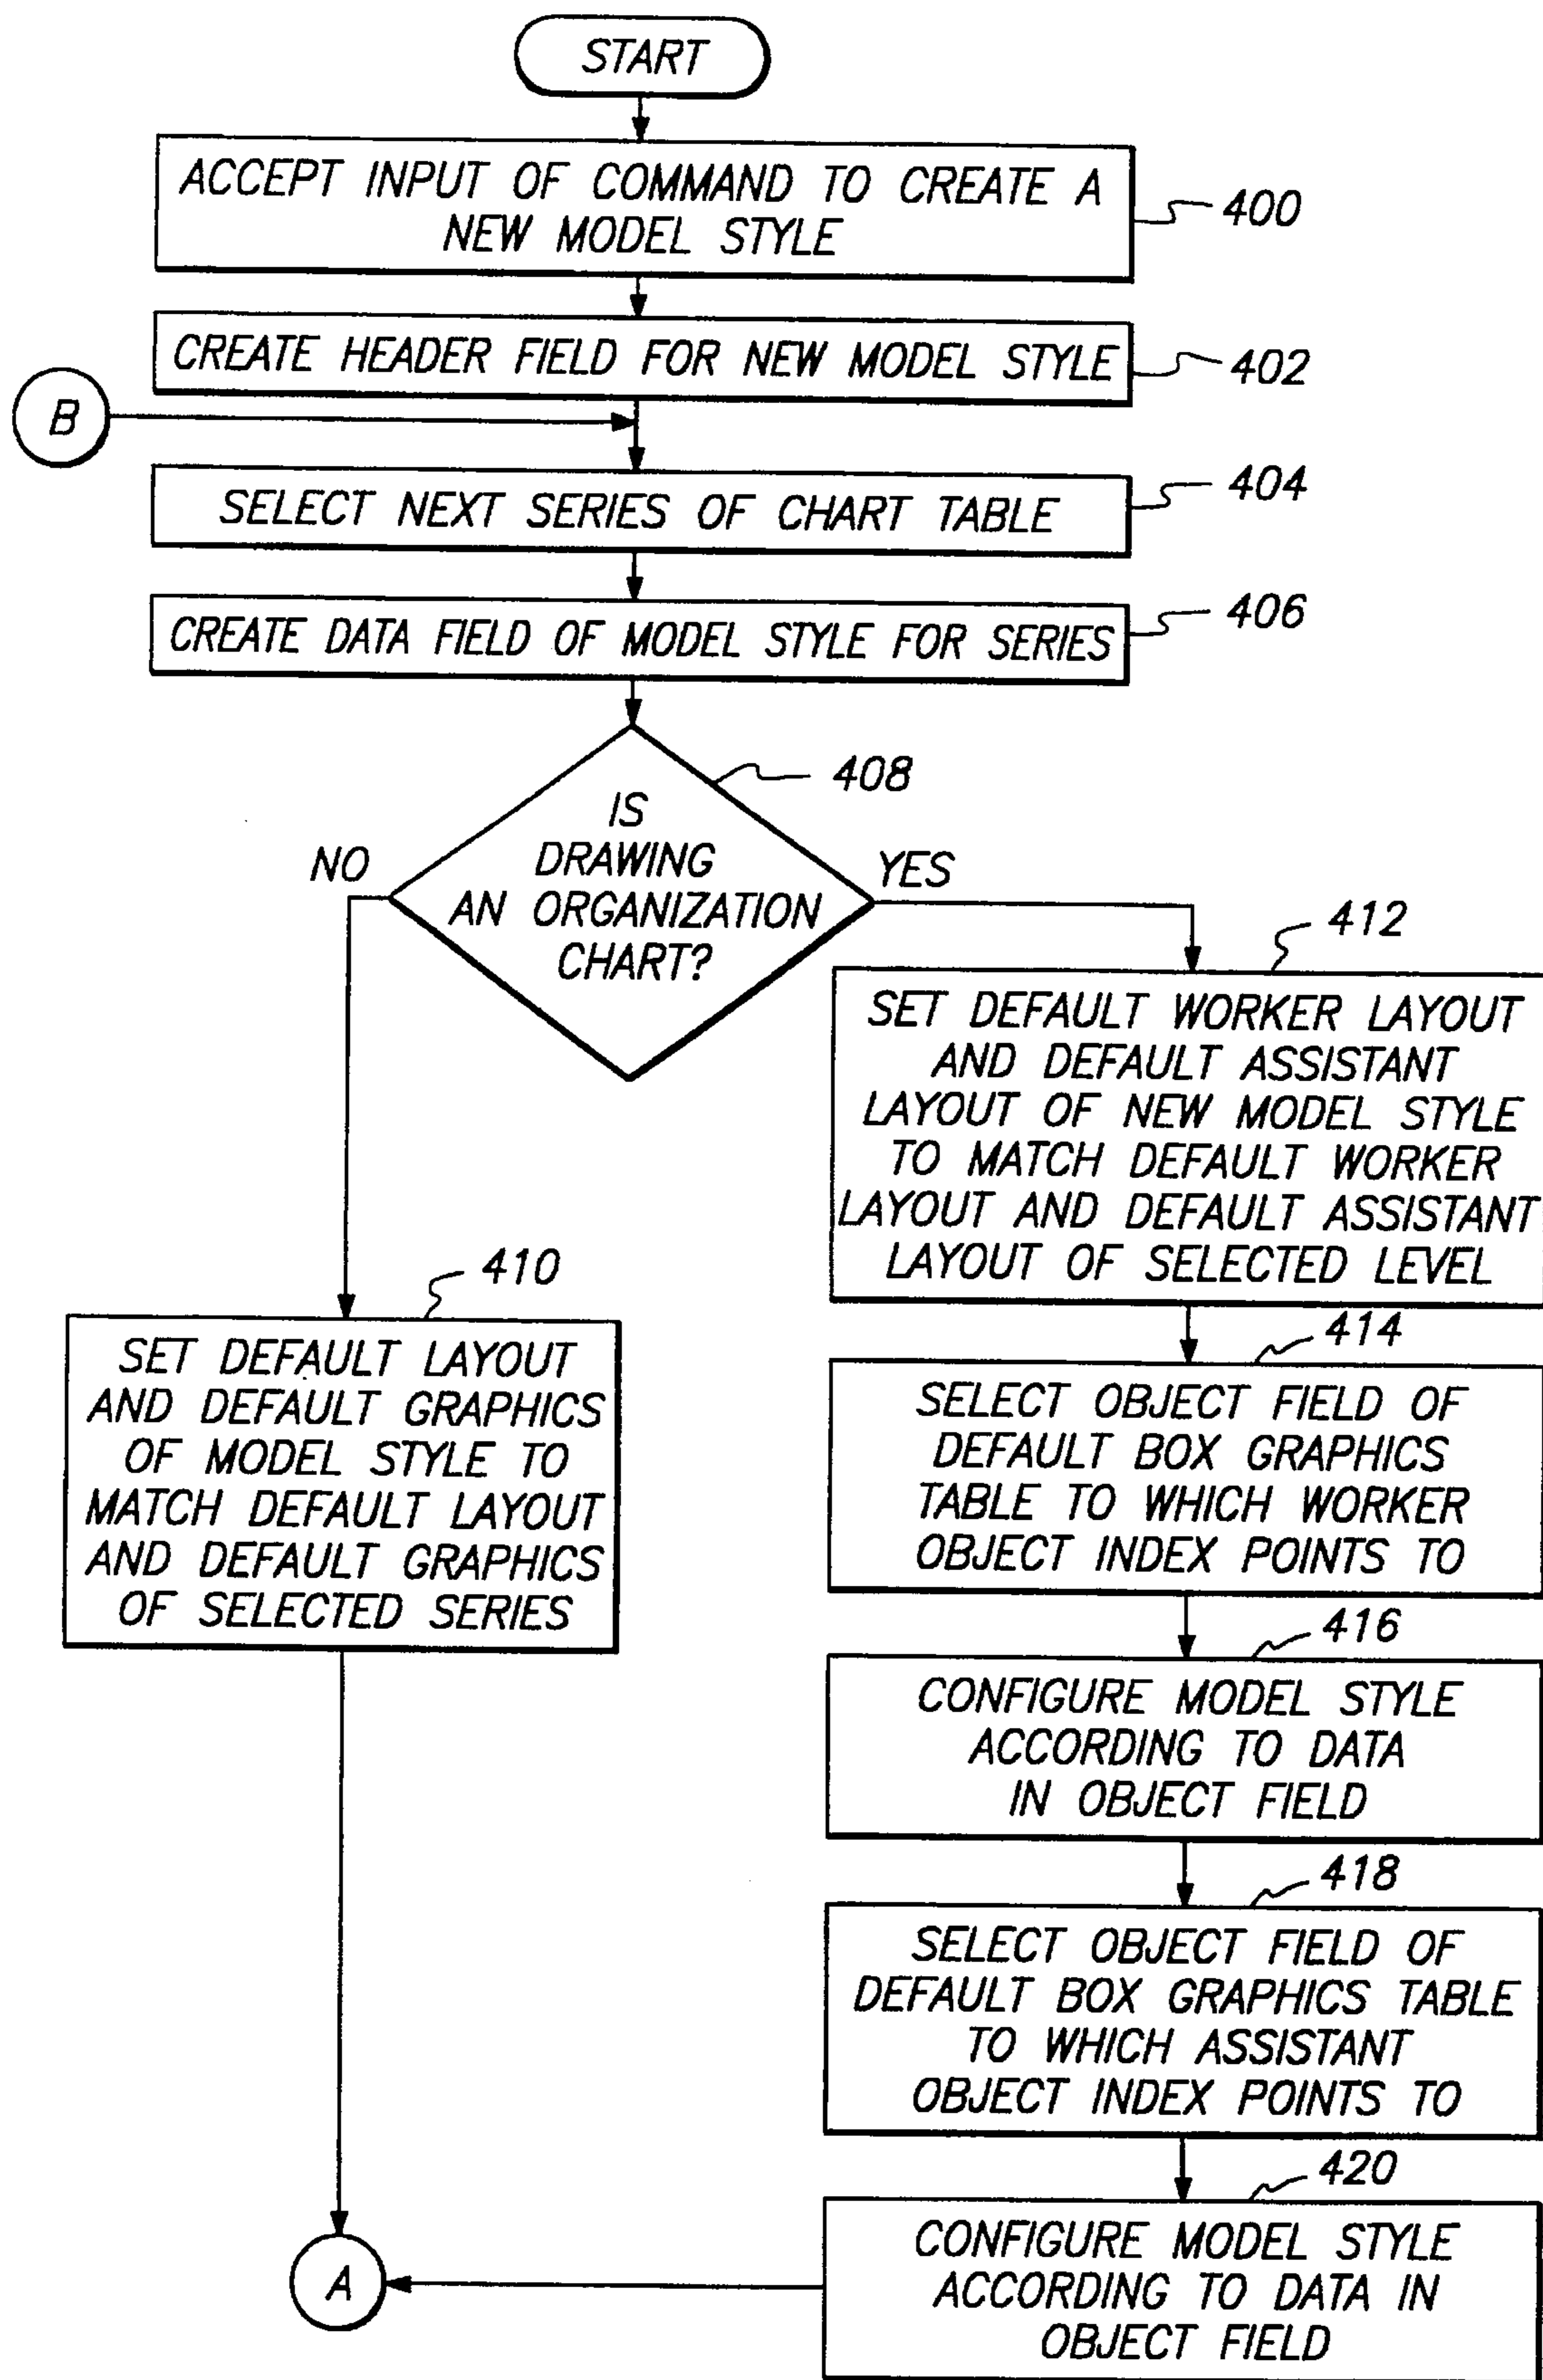 START
ACCEPT INPUT OF COMMAND TO CREATE A
NEW MODEL STYLE
400
CREATE HEADER FIELD FOR NEW MODEL STYLE
402
B
SELECT NEXT SERIES OF CHART TABLE
404
CREATE DATA FIELD OF MODEL STYLE FOR SERIES
406
408
IS
DRAWING
AN ORGANIZATION
CHART?
NO
YES
412
SET DEFAULT WORKER LAYOUT
AND DEFAULT ASSISTANT
LAYOUT OF NEW MODEL STYLE
TO MATCH DEFAULT WORKER
LAYOUT AND DEFAULT ASSISTANT
LAYOUT OF SELECTED LEVEL
410
SET DEFAULT LAYOUT
AND DEFAULT GRAPHICS
OF MODEL STYLE TO
MATCH DEFAULT LAYOUT
AND DEFAULT GRAPHICS
OF SELECTED SERIES
414
SELECT OBJECT FIELD OF
DEFAULT BOX GRAPHICS
TABLE TO WHICH WORKER
OBJECT INDEX POINTS TO
416
CONFIGURE MODEL STYLE
ACCORDING TO DATA
IN OBJECT FIELD
418
SELECT OBJECT FIELD OF
DEFAULT BOX GRAPHICS TABLE
TO WHICH ASSISTANT
OBJECT INDEX POINTS TO
420
CONFIGURE MODEL STYLE
ACCORDING TO DATA IN
OBJECT FIELD
A